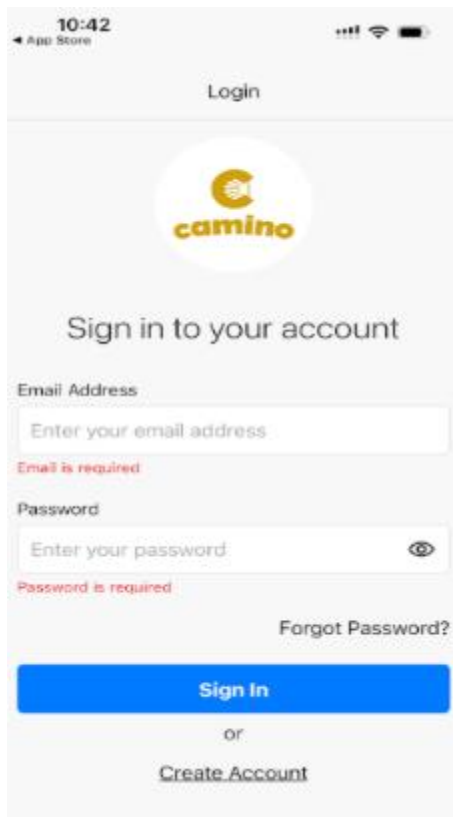 10:42
◄ App Store
Login
camino
Sign in to your account
Email Address
Enter your email address
Email is required
Password
Enter your password
Password is required
Forgot Password?
Sign In
or
Create Account